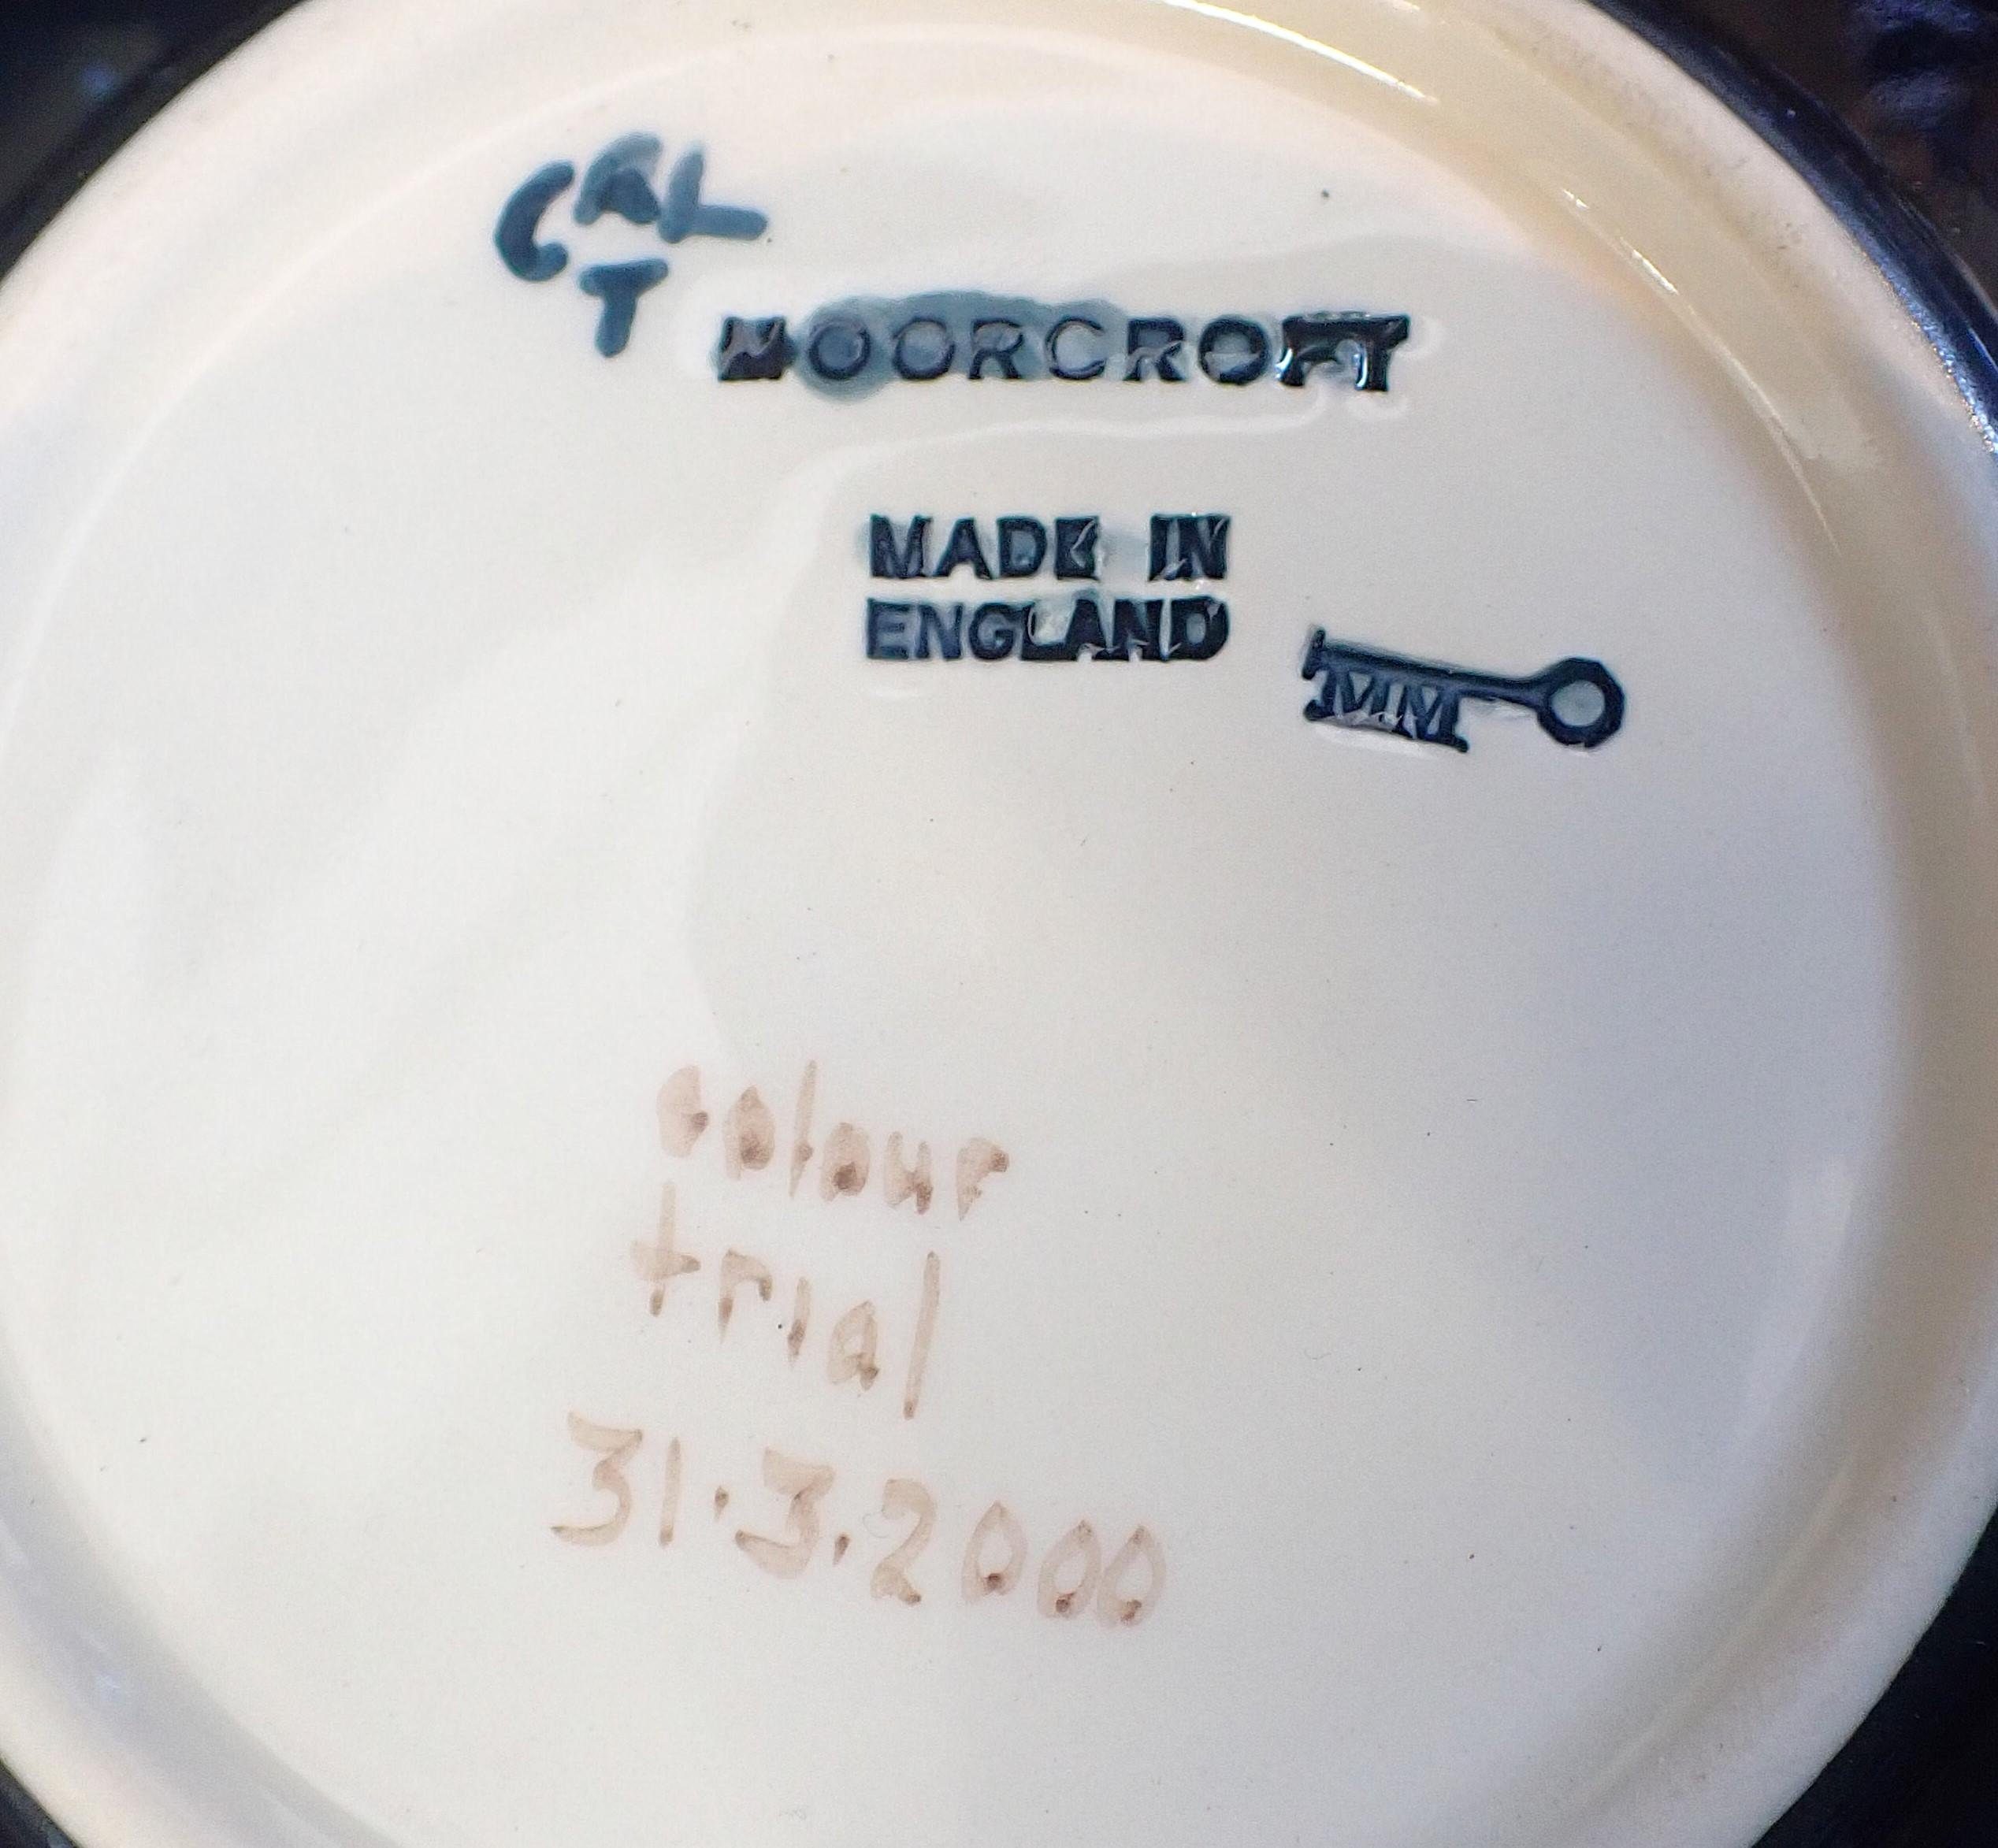 CAL
T
MOORCROFT
MADE IN
ENGLAND
MM
colour
trial
31.3.2000